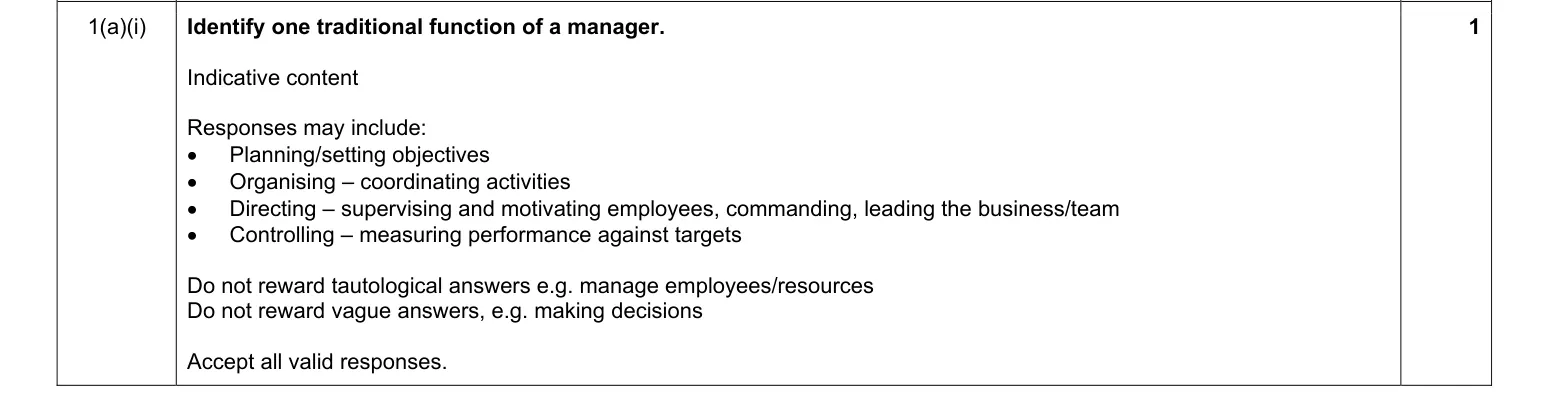 1(a)(i) Identify one traditional function of a manager. 1
Indicative content
Responses may include:
• Planning/setting objectives
• Organising – coordinating activities
• Directing – supervising and motivating employees, commanding, leading the business/team
• Controlling – measuring performance against targets
Do not reward tautological answers e.g. manage employees/resources
Do not reward vague answers, e.g. making decisions
Accept all valid responses.